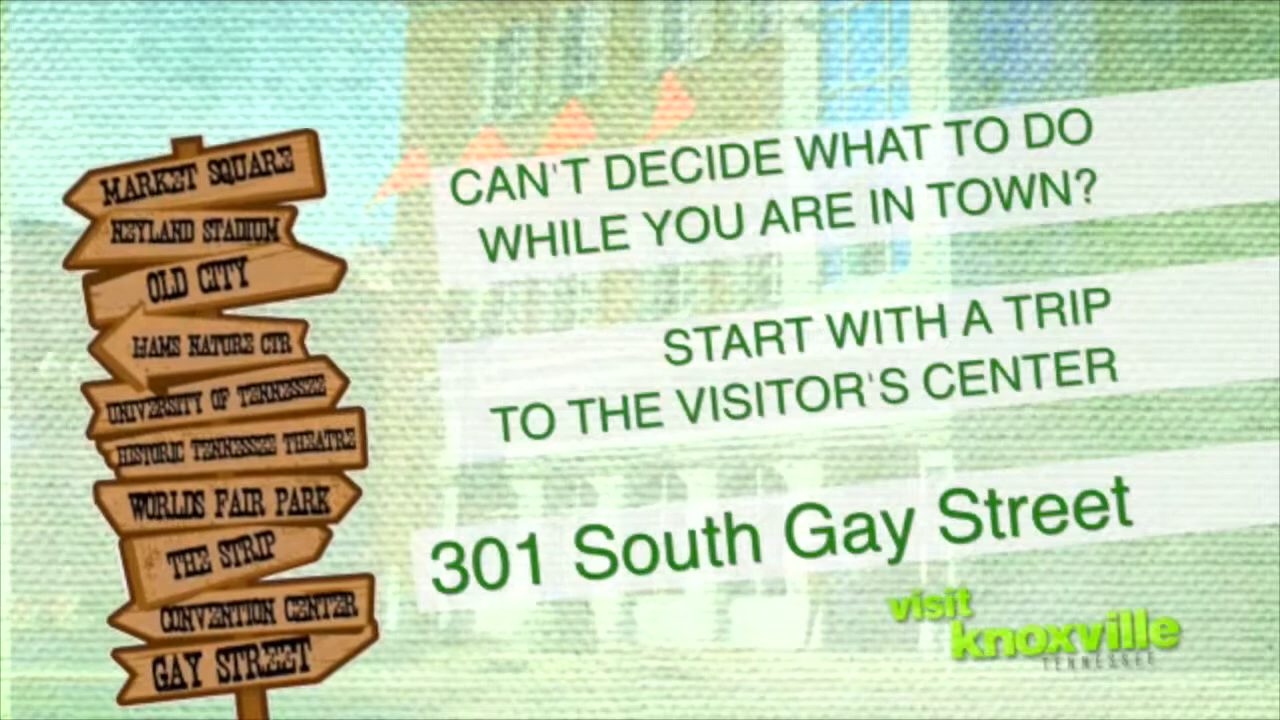 MARKET SQUARE
NEYLAND STADIUM
OLD CITY
IJAMS NATURE CTR
UNIVERSITY OF TENNESSEE
HISTORIC TENNESSEE THEATRE
WORLDS FAIR PARK
THE STRIP
CONVENTION CENTER
GAY STREET
CAN'T DECIDE WHAT TO DO
WHILE YOU ARE IN TOWN?
START WITH A TRIP
TO THE VISITOR'S CENTER
301 South Gay Street
visit
knoxville
TENNESSEE